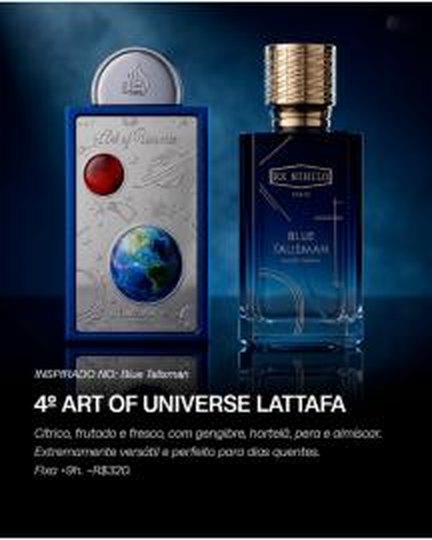 Art of Universe
EX NIHILO
PARIS
BLUE
TALISMAN
INSPIRADO NO: Blue Talisman
4º ART OF UNIVERSE LATTAFA
Cítrico, frutado e fresco, com gengibre, hortelã, pera e almíscar.
Extremamente versátil e perfeito para dias quentes.
Fixa +9h. ~R$320.